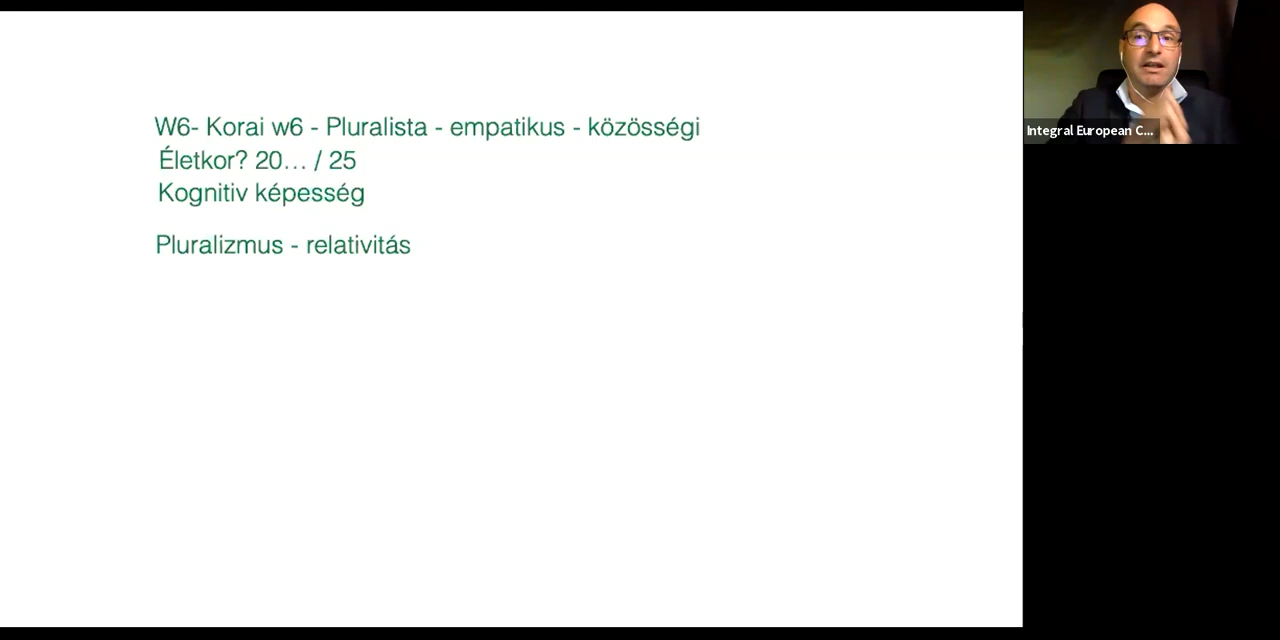 W6- Korai w6 - Pluralista - empatikus - közösségi
Életkor? 20... / 25
Kognitiv képesség
Pluralizmus - relativitás
Integral European C...